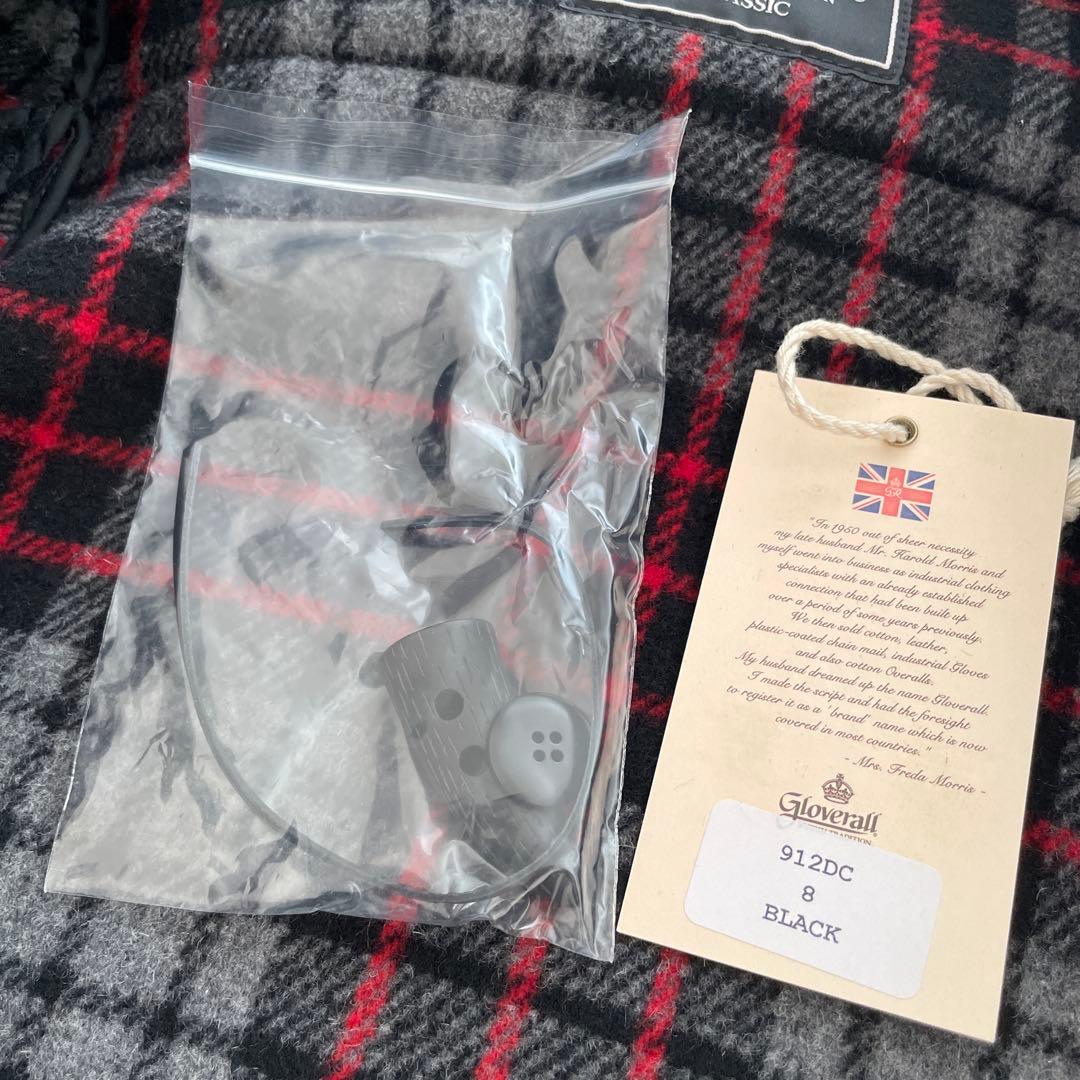 CLASSIC
GR
"In 1950 out of sheer necessity
my late husband Mr. Harold Morris and
myself went into business as industrial clothing
specialists with an already established
connection that had been built up
over a period of some years previously.
We then sold cotton, leather,
plastic-coated chain mail, industrial Gloves
and also cotton Overalls.
My husband dreamed up the name Gloverall.
I made the script and had the foresight
to register it as a 'brand' name which is now
covered in most countries."
- Mrs. Freda Morris -
Gloverall
TRADITION
912DC
8
BLACK